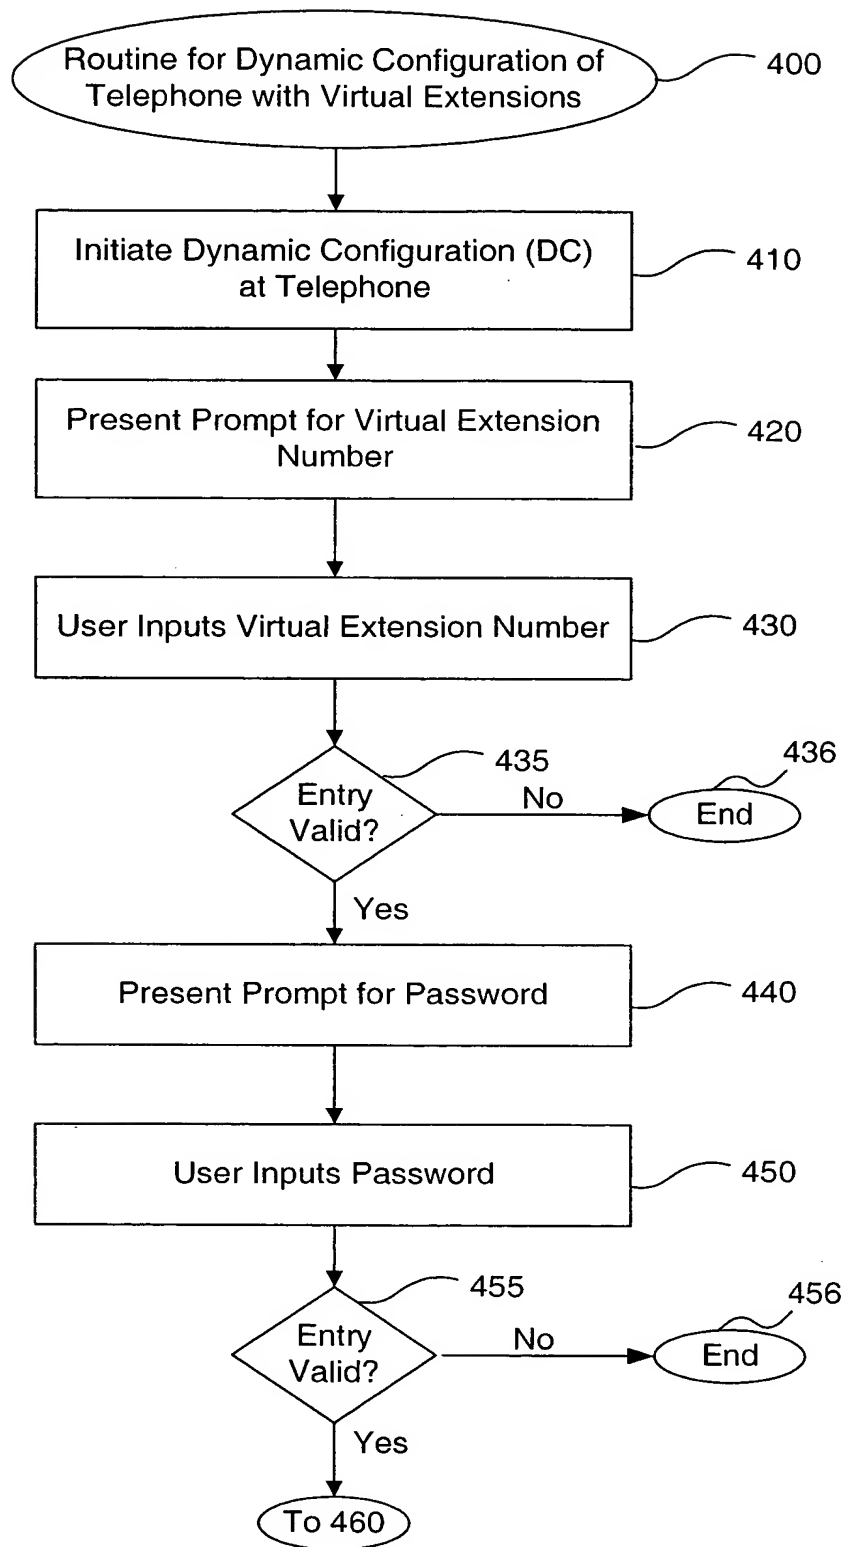 Routine for Dynamic Configuration of
Telephone with Virtual Extensions
400
Initiate Dynamic Configuration (DC)
at Telephone
410
Present Prompt for Virtual Extension
Number
420
User Inputs Virtual Extension Number
430
435
Entry
Valid?
No
436
End
Yes
Present Prompt for Password
440
User Inputs Password
450
455
Entry
Valid?
No
456
End
Yes
To 460